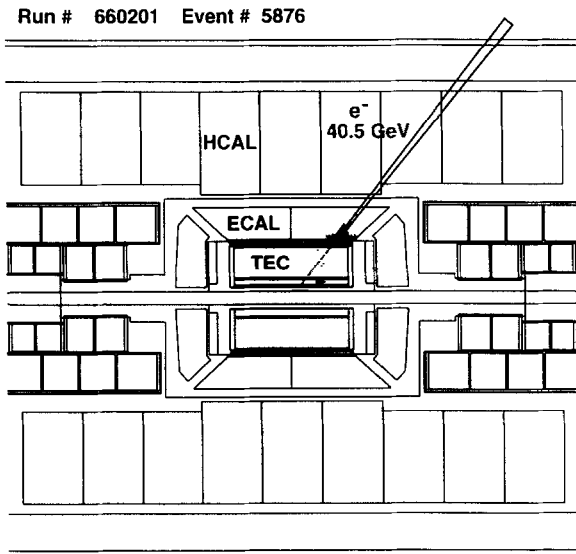 Run # 660201 Event # 5876
e-
40.5 GeV
HCAL
ECAL
TEC